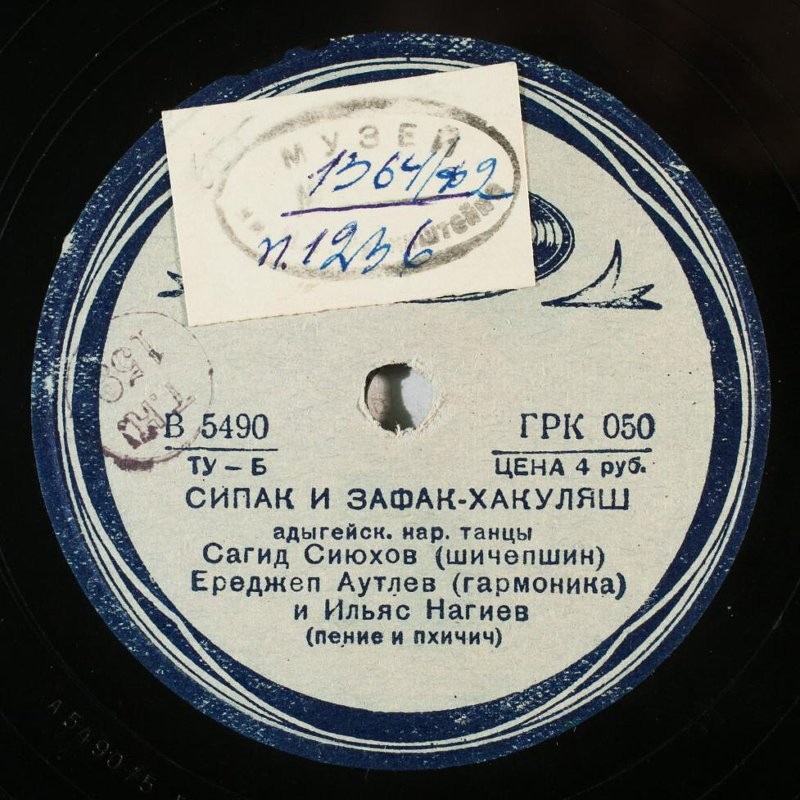 МУЗЕЙ
1364/
п.1236
150
В 5490
ГРК 050
ТУ – Б
ЦЕНА 4 руб.
СИПАК И ЗАФАК-ХАКУЛЯШ
адыгейск. нар. танцы
Сагид Сиюхов (шичепшин)
Ереджеп Аутлев (гармоника)
и Ильяс Нагиев
(пение и пхичич)